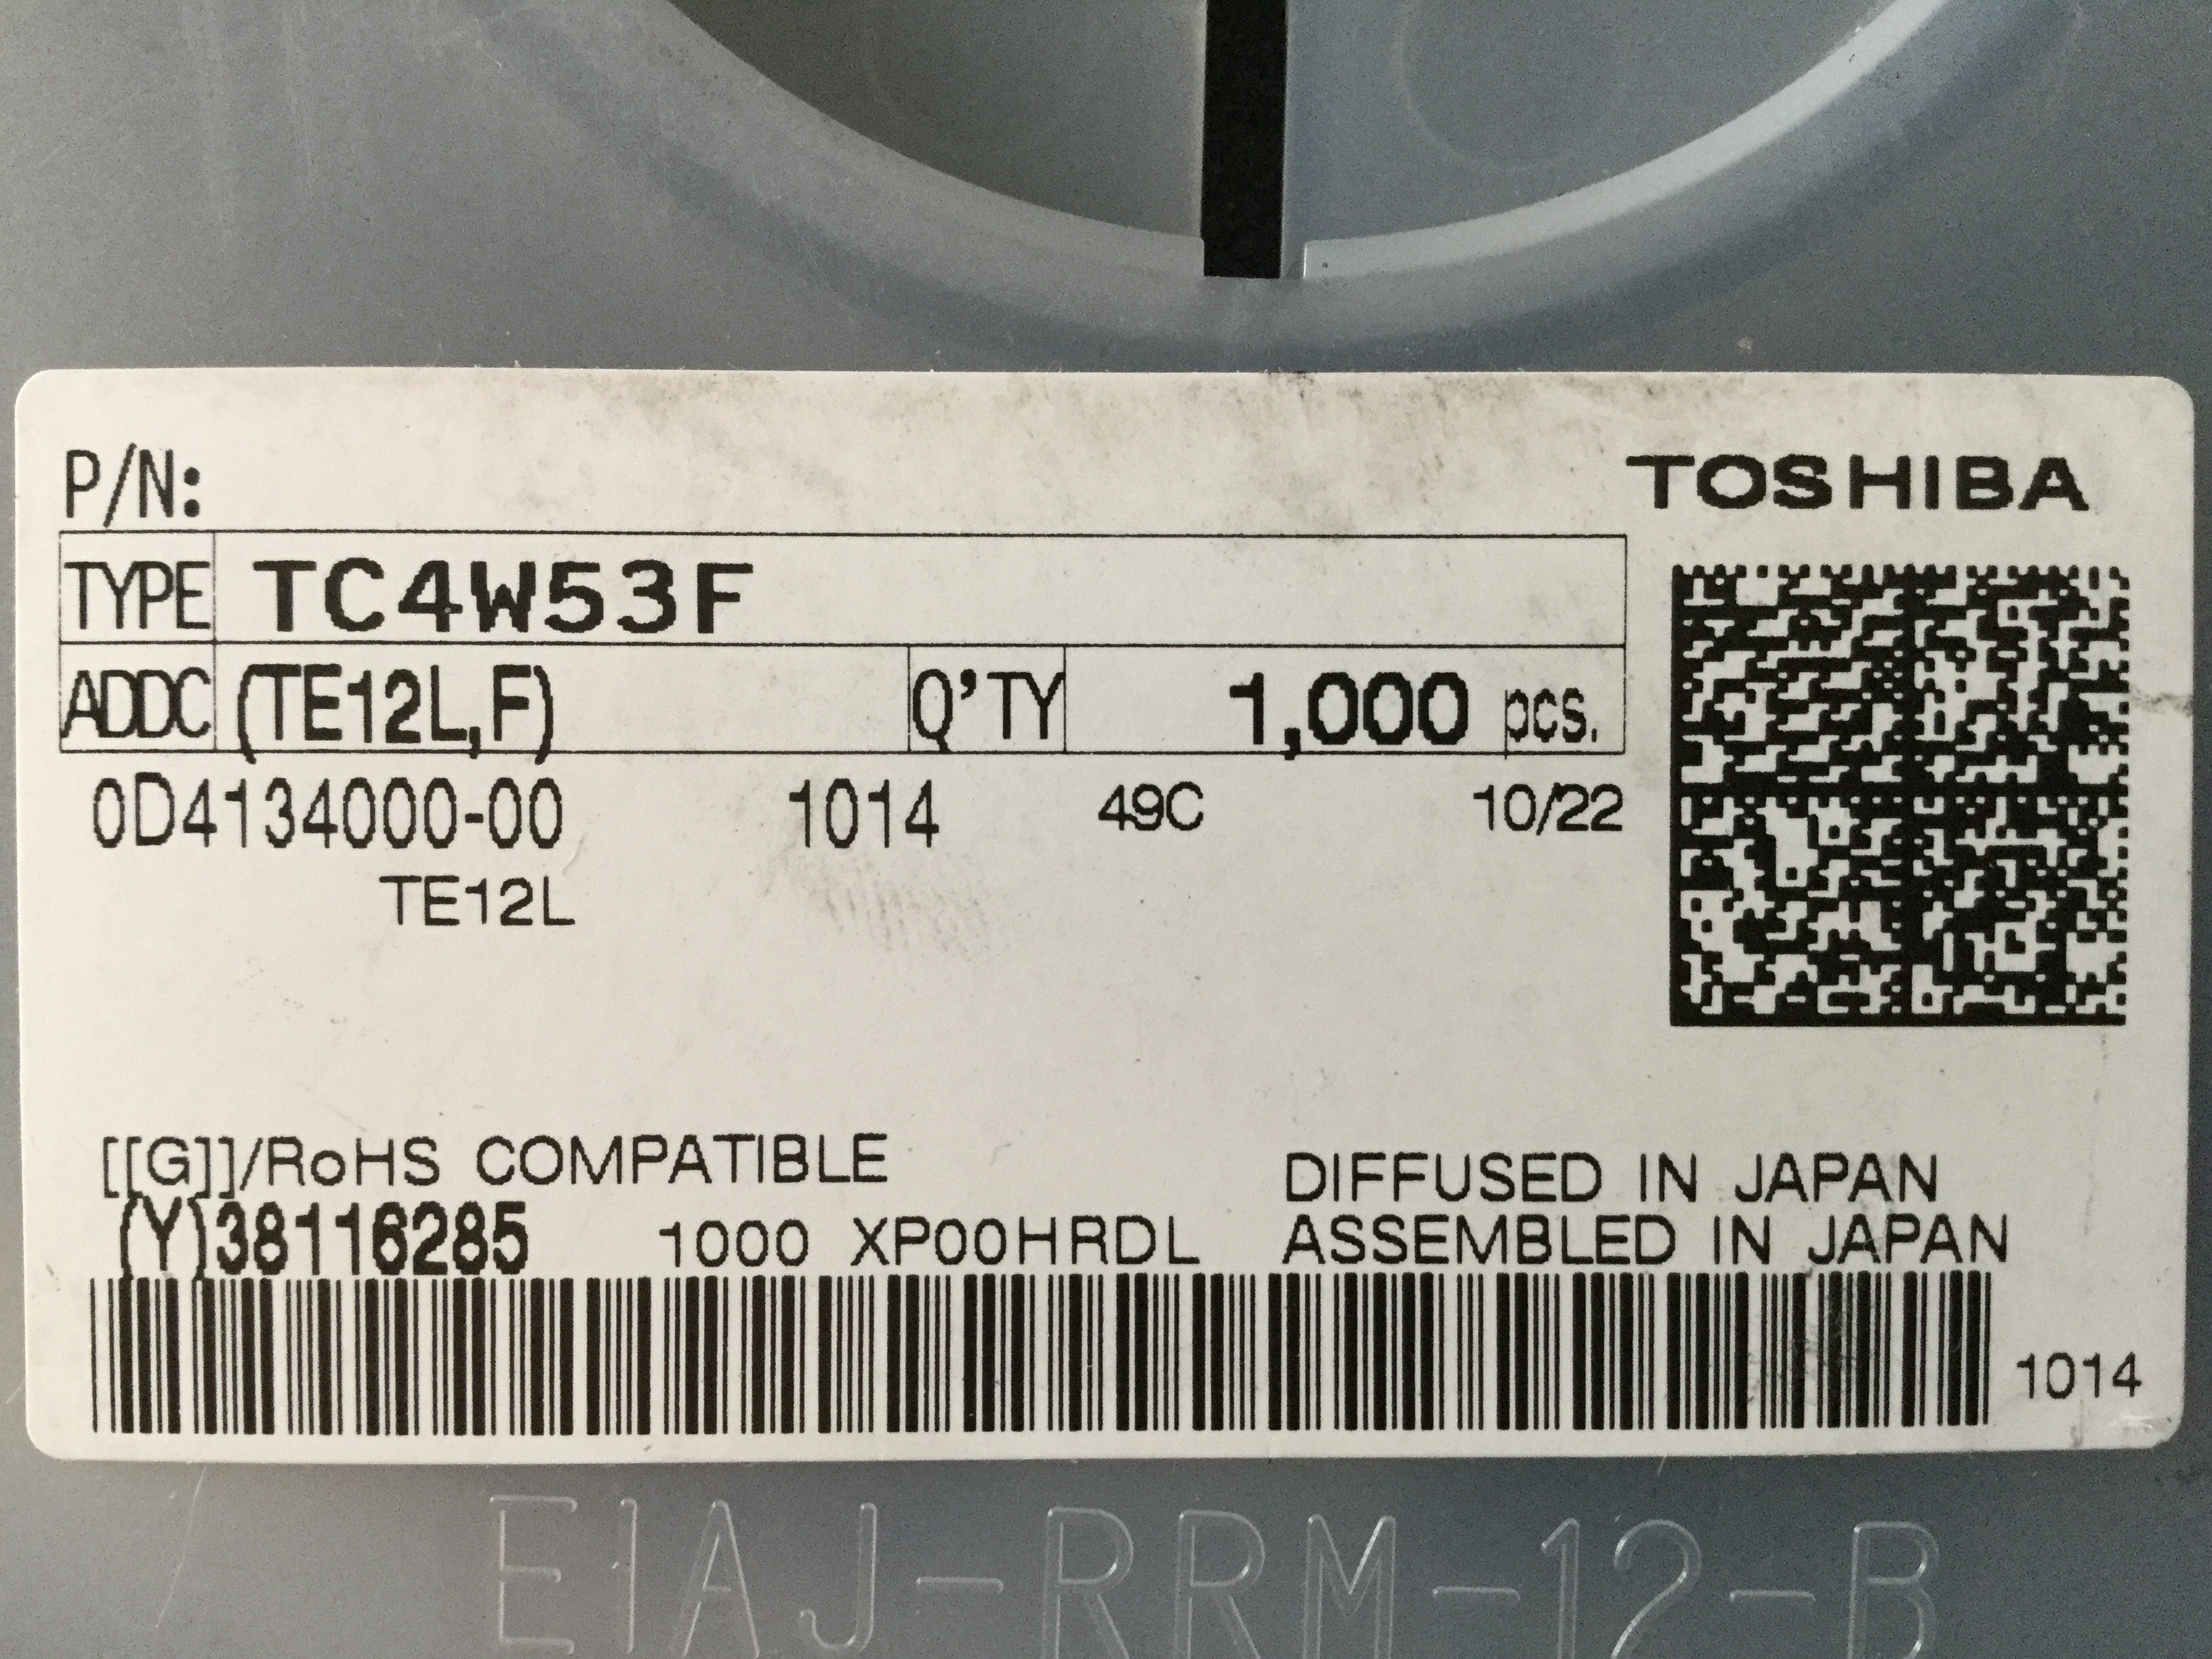 P/N:
TOSHIBA
TYPE TC4W53F
ADDC (TE12L,F) Q'TY 1,000 pcs.
0D4134000-00 1014 49C 10/22
TE12L
[[G]]/RoHS COMPATIBLE
DIFFUSED IN JAPAN
(Y)38116285 1000 XP00HRDL ASSEMBLED IN JAPAN
1014
EIAJ-RRM-12-B